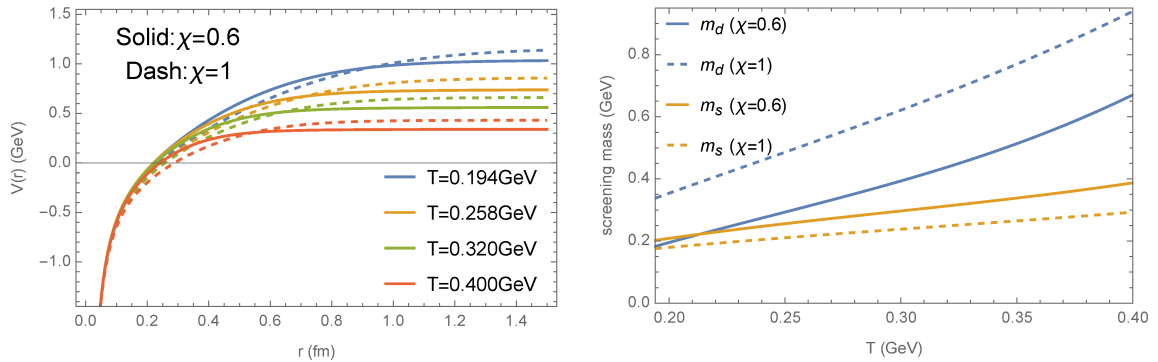 Solid: χ=0.6
Dash: χ=1
V(r) (GeV)
1.5
1.0
0.5
0.0
-0.5
-1.0
T=0.194GeV
T=0.258GeV
T=0.320GeV
T=0.400GeV
0.0 0.2 0.4 0.6 0.8 1.0 1.2 1.4
r (fm)
screening mass (GeV)
0.8
0.6
0.4
0.2
0.0
m_d (χ=0.6)
m_d (χ=1)
m_s (χ=0.6)
m_s (χ=1)
0.20 0.25 0.30 0.35 0.40
T (GeV)